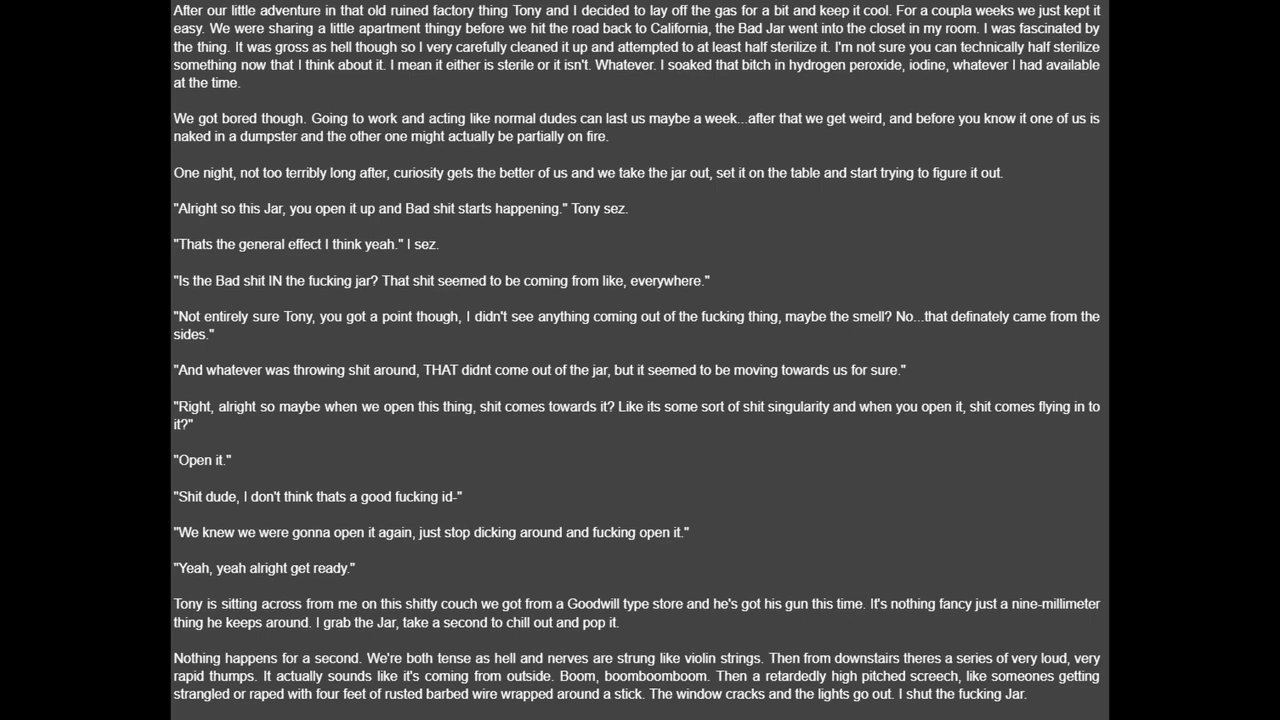 After our little adventure in that old ruined factory thing Tony and I decided to lay off the gas for a bit and keep it cool. For a coupla weeks we just kept it
easy. We were sharing a little apartment thingy before we hit the road back to California, the Bad Jar went into the closet in my room. I was fascinated by
the thing. It was gross as hell though so I very carefully cleaned it up and attempted to at least half sterilize it. I'm not sure you can technically half sterilize
something now that I think about it. I mean it either is sterile or it isn't. Whatever. I soaked that bitch in hydrogen peroxide, iodine, whatever I had available
at the time.
We got bored though. Going to work and acting like normal dudes can last us maybe a week...after that we get weird, and before you know it one of us is
naked in a dumpster and the other one might actually be partially on fire.
One night, not too terribly long after, curiosity gets the better of us and we take the jar out, set it on the table and start trying to figure it out.
"Alright so this Jar, you open it up and Bad shit starts happening." Tony sez.
"Thats the general effect I think yeah." I sez.
"Is the Bad shit IN the fucking jar? That shit seemed to be coming from like, everywhere."
"Not entirely sure Tony, you got a point though, I didn't see anything coming out of the fucking thing, maybe the smell? No...that definately came from the
sides."
"And whatever was throwing shit around, THAT didnt come out of the jar, but it seemed to be moving towards us for sure."
"Right, alright so maybe when we open this thing, shit comes towards it? Like its some sort of shit singularity and when you open it, shit comes flying in to
it?"
"Open it."
"Shit dude, I don't think thats a good fucking id-"
"We knew we were gonna open it again, just stop dicking around and fucking open it."
"Yeah, yeah alright get ready."
Tony is sitting across from me on this shitty couch we got from a Goodwill type store and he's got his gun this time. It's nothing fancy just a nine-millimeter
thing he keeps around. I grab the Jar, take a second to chill out and pop it.
Nothing happens for a second. We're both tense as hell and nerves are strung like violin strings. Then from downstairs theres a series of very loud, very
rapid thumps. It actually sounds like it's coming from outside. Boom, boomboomboom. Then a retardedly high pitched screech, like someones getting
strangled or raped with four feet of rusted barbed wire wrapped around a stick. The window cracks and the lights go out. I shut the fucking Jar.